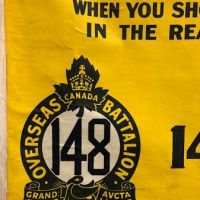 WHEN YOU SHO
IN THE REA
CANADA
OVERSEAS BATTALION
148
14
GRAND AVCTA